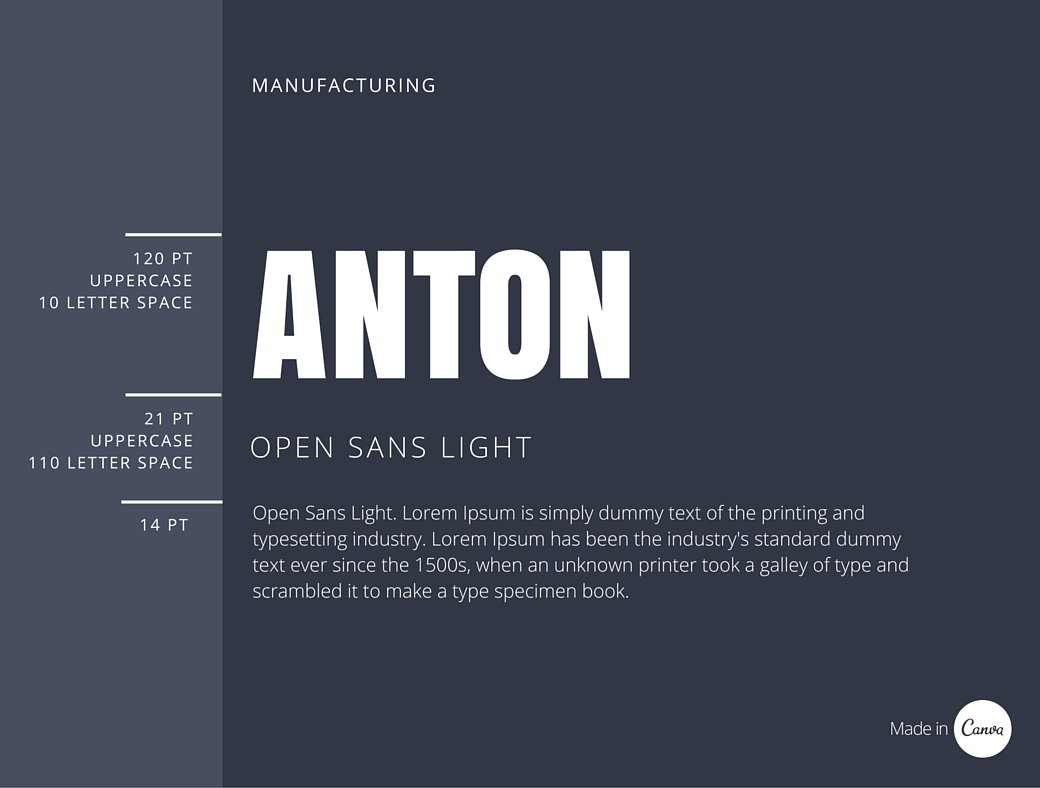 MANUFACTURING
120 PT
UPPERCASE
10 LETTER SPACE
ANTON
21 PT
UPPERCASE
110 LETTER SPACE
OPEN SANS LIGHT
14 PT
Open Sans Light. Lorem Ipsum is simply dummy text of the printing and
typesetting industry. Lorem Ipsum has been the industry's standard dummy
text ever since the 1500s, when an unknown printer took a galley of type and
scrambled it to make a type specimen book.
Made in Canva